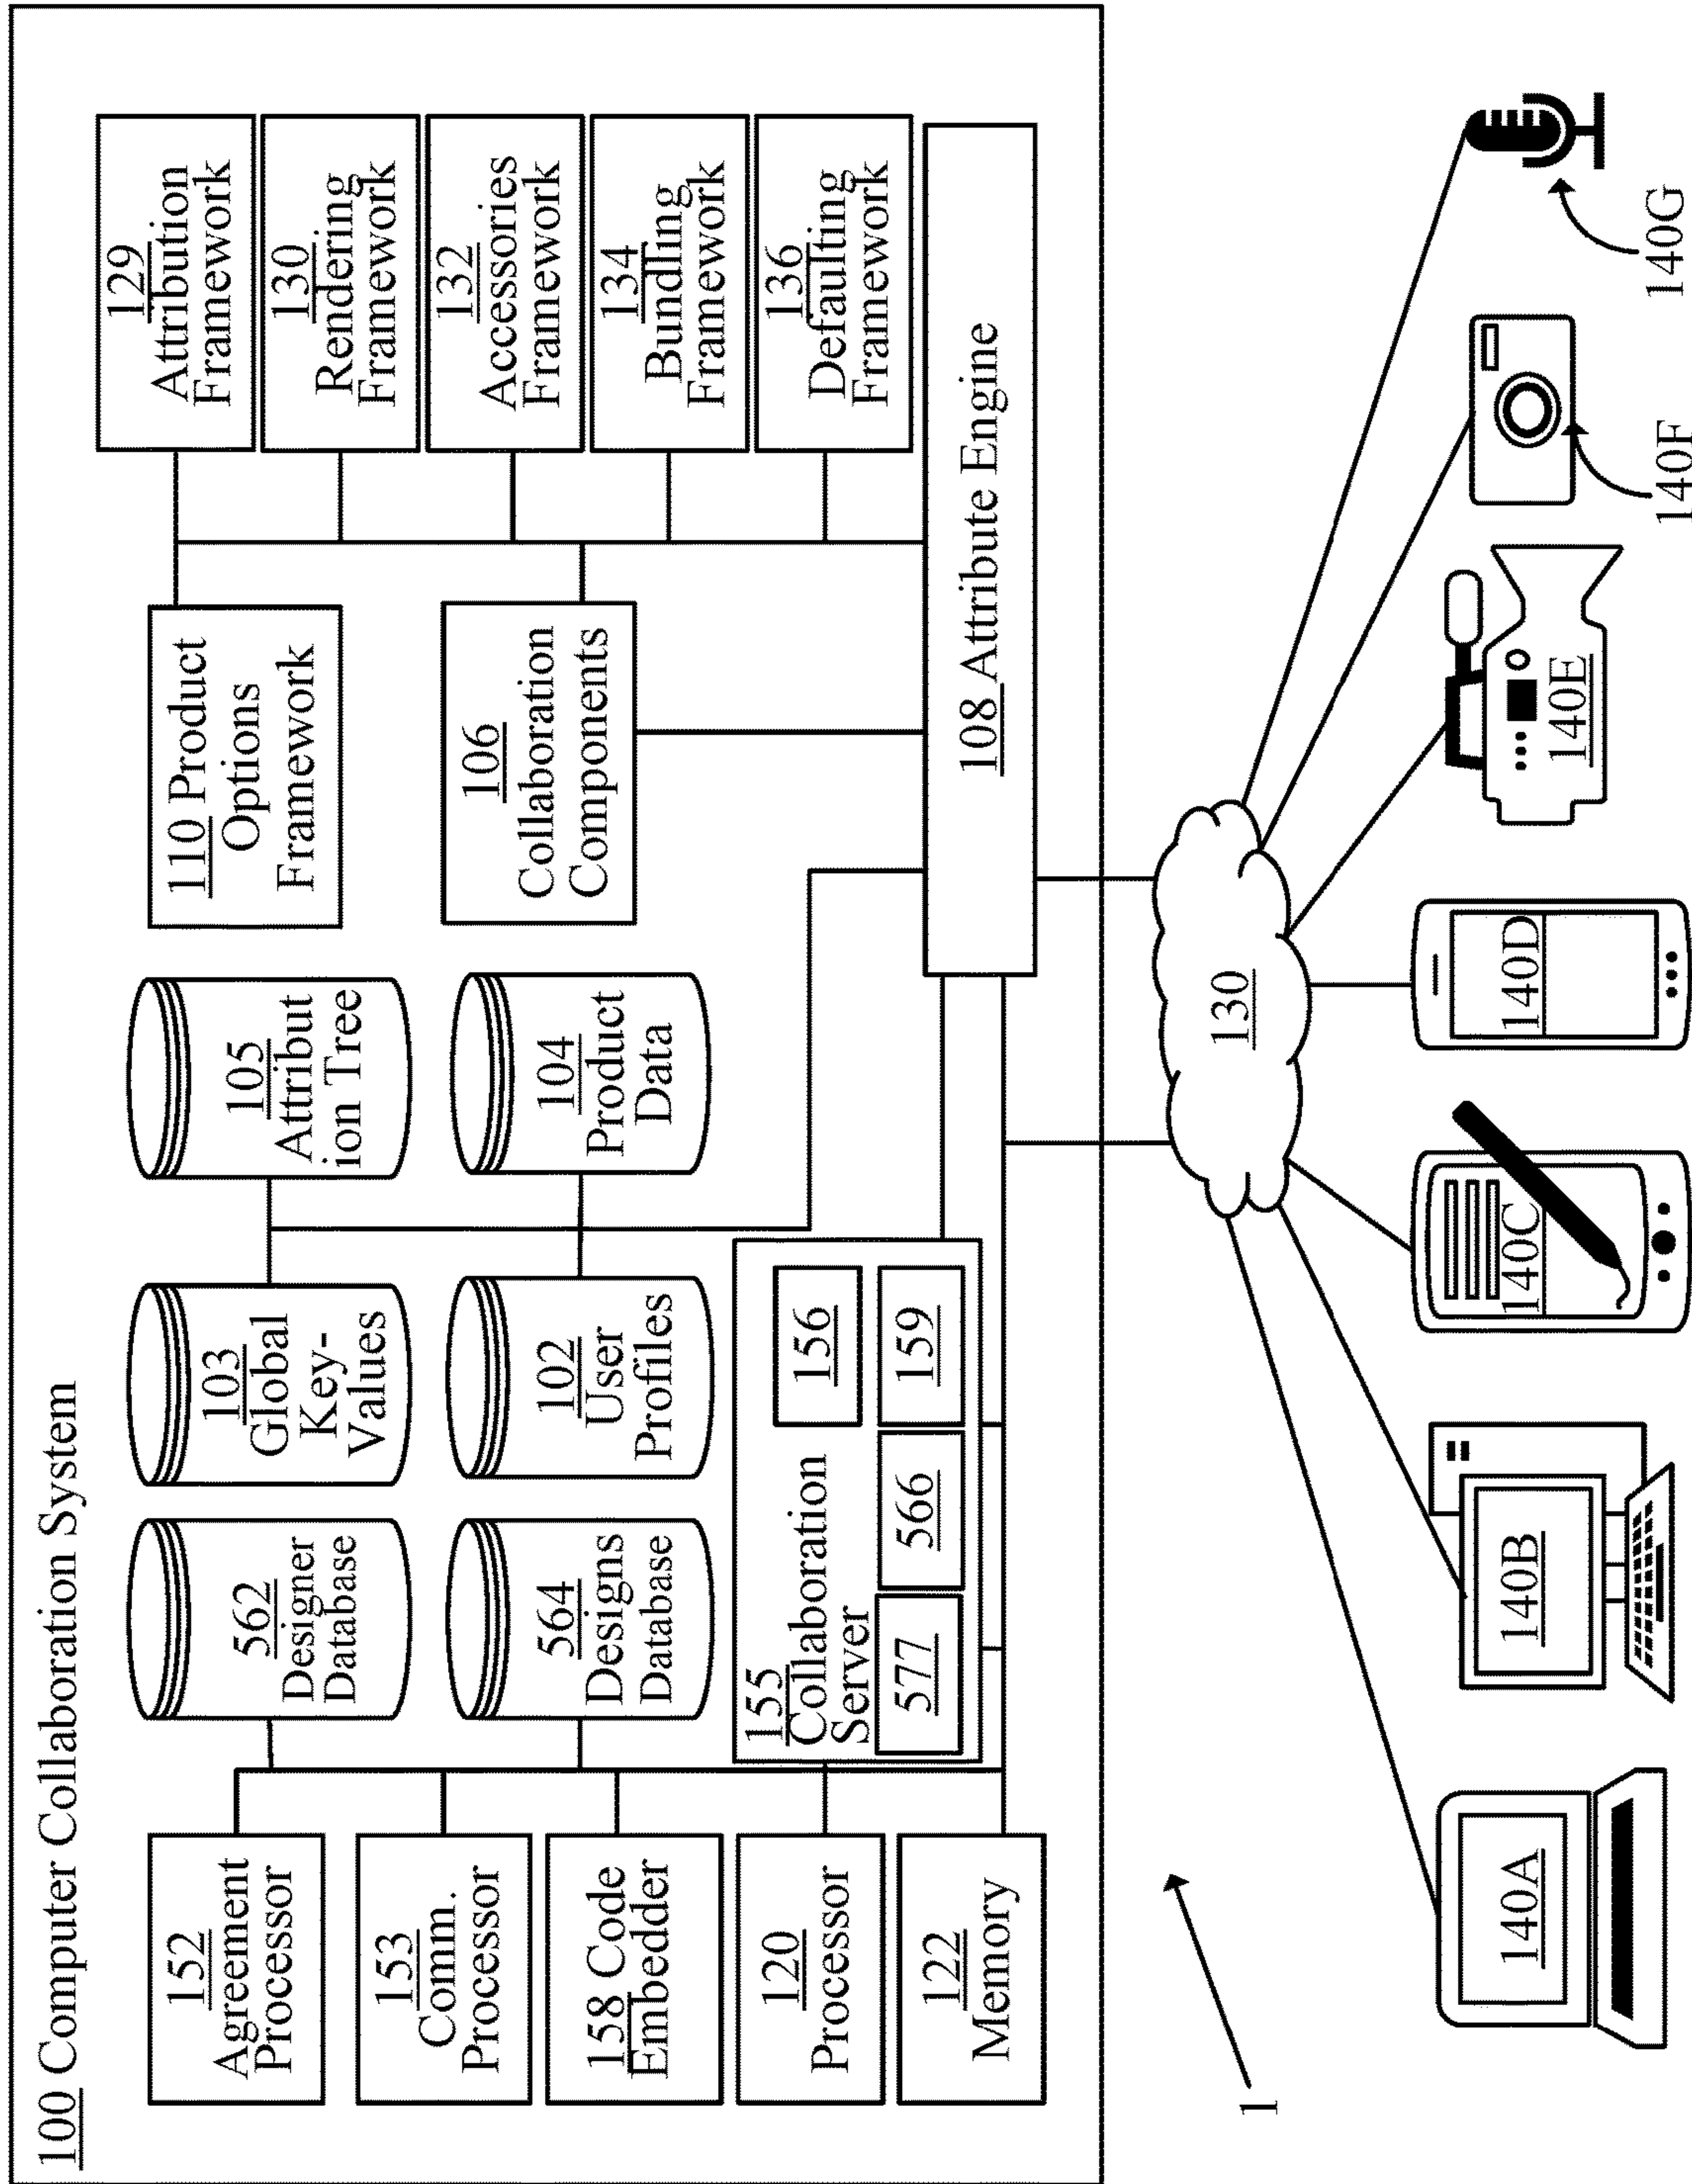 100 Computer Collaboration System
152
Agreement
Processor
153
Comm.
Processor
158 Code
Embedder
120
Processor
122
Memory
562
Designer
Database
564
Designs
Database
103
Global
Key-
Values
102
User
Profiles
105
Attribut
ion Tree
104
Product
Data
155
Collaboration
Server
156
577
566
159
110 Product
Options
Framework
106
Collaboration
Components
129
Attribution
Framework
130
Rendering
Framework
132
Accessories
Framework
134
Bundling
Framework
136
Defaulting
Framework
108 Attribute Engine
130
1
140A
140B
140C
140D
140E
140F
140G